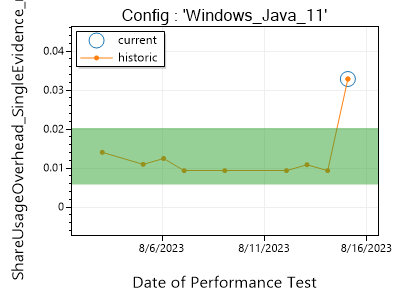 Config : 'Windows_Java_11'
ShareUsageOverhead_SingleEvidence_
current
historic
0.04
0.03
0.02
0.01
0
8/6/2023
8/11/2023
8/16/2023
Date of Performance Test